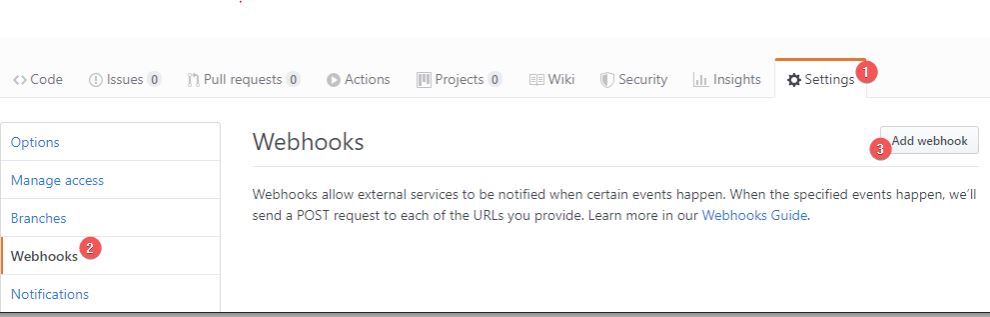 Code Issues 0 Pull requests 0 Actions Projects 0 Wiki Security Insights Settings 1
Options
Manage access
Branches
Webhooks 2
Notifications
Webhooks
3 Add webhook
Webhooks allow external services to be notified when certain events happen. When the specified events happen, we'll
send a POST request to each of the URLs you provide. Learn more in our Webhooks Guide.